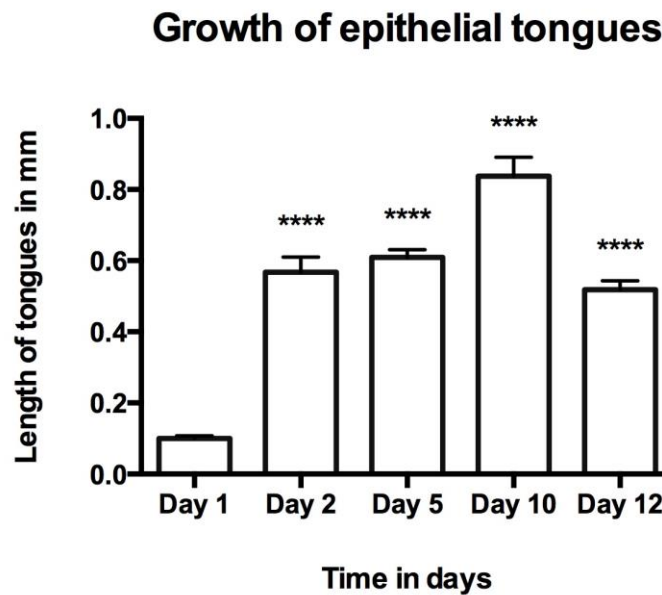 Growth of epithelial tongues
Length of tongues in mm
1.0
0.8
0.6
0.4
0.2
0.0
****
****
****
****
Day 1 Day 2 Day 5 Day 10 Day 12
Time in days